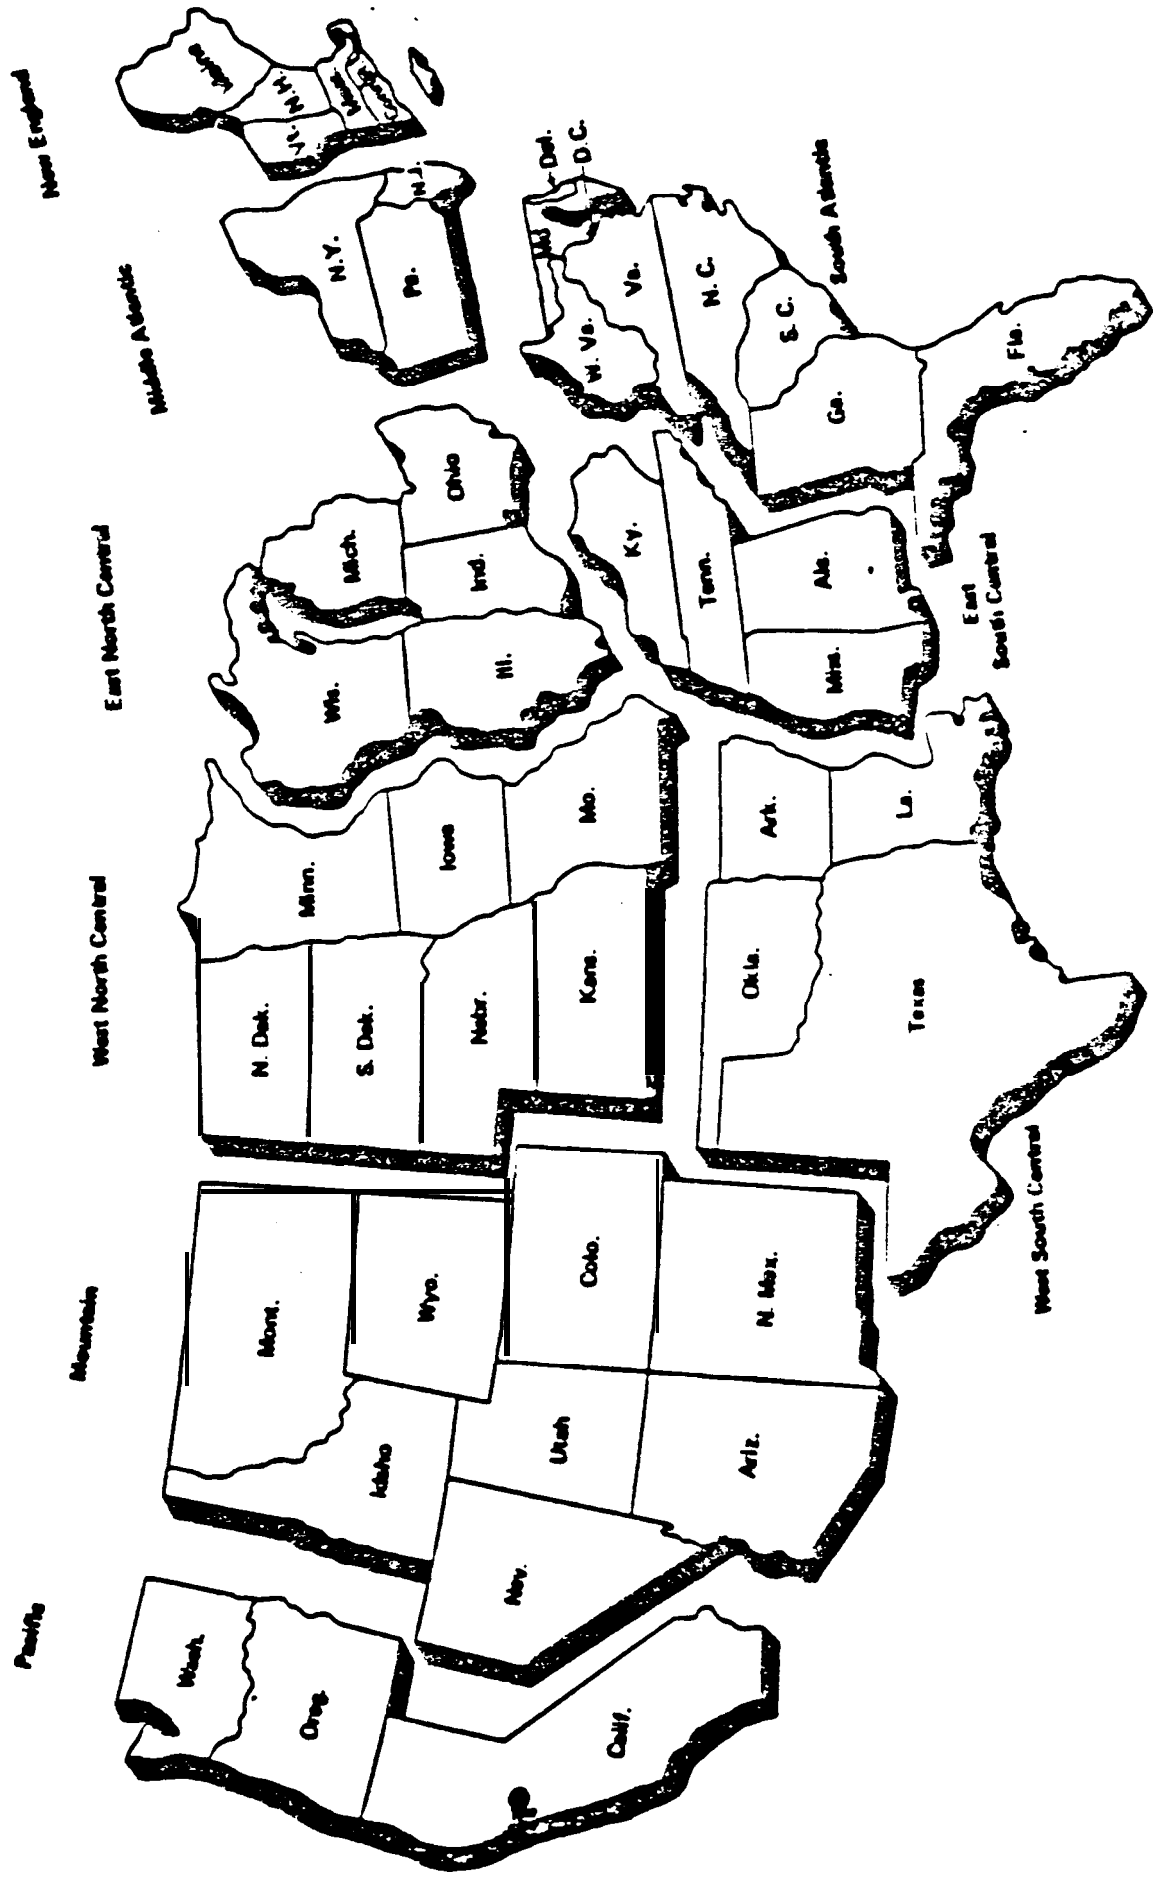 Pacific
Mountain
West North Central
East North Central
Middle Atlantic
New England
Wash.
Oreg.
Calif.
Mont.
Idaho
Wyo.
Nev.
Utah
Colo.
Ariz.
N. Mex.
N. Dak.
S. Dak.
Nebr.
Kans.
Minn.
Iowa
Mo.
Wis.
Mich.
Ill.
Ind.
Ohio
N.Y.
Pa.
N.J.
Maine
N.H.
Vt.
Mass.
Conn.
Okla.
Texas
Ark.
La.
Ky.
Tenn.
Miss.
Ala.
Del.
D.C.
Md.
W. Va.
Va.
N. C.
S. C.
Ga.
Fla.
West South Central
East
South Central
South Atlantic